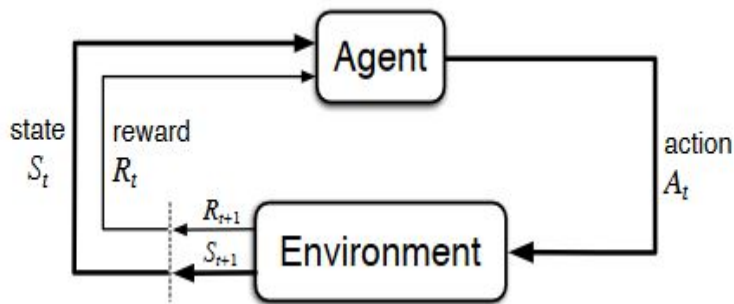 Agent
state
S_t
reward
R_t
action
A_t
R_{t+1}
S_{t+1}
Environment